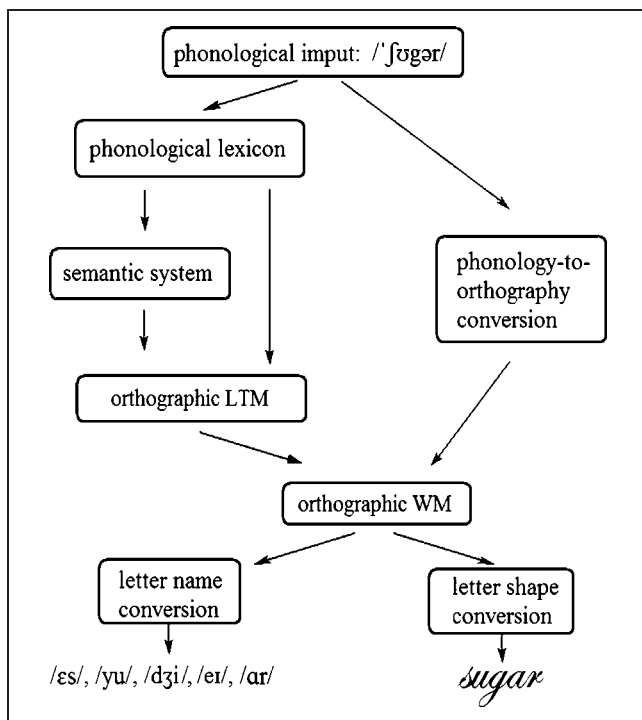 phonological imput: /ˈʃʊgər/
phonological lexicon
semantic system
phonology-to-
orthography
conversion
orthographic LTM
orthographic WM
letter name
conversion
letter shape
conversion
/ɛs/, /yu/, /dʒi/, /eɪ/, /ɑr/
sugar